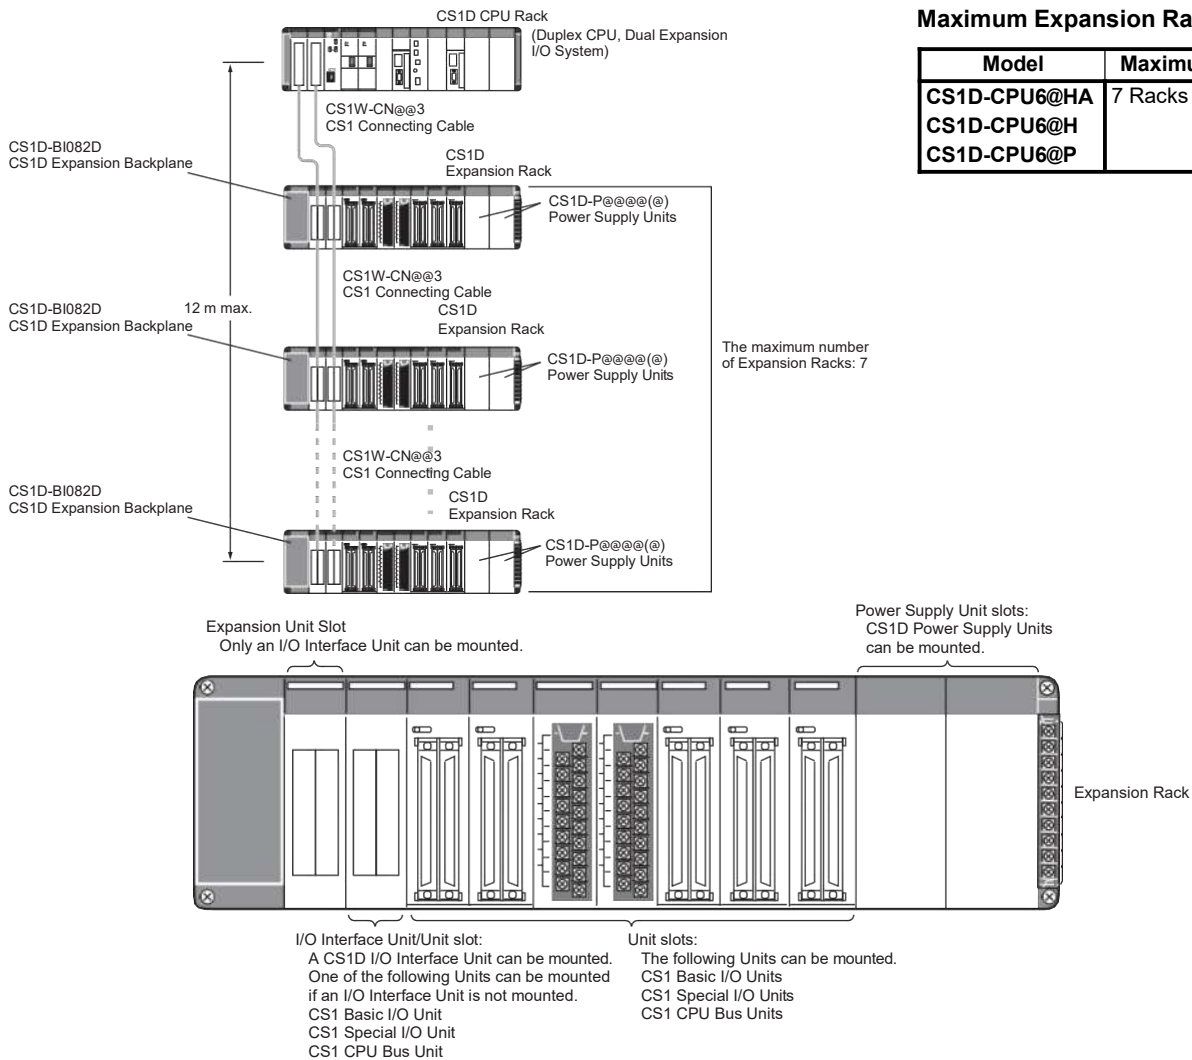 CS1D CPU Rack
(Duplex CPU, Dual Expansion
I/O System)
Maximum Expansion Ra
Model Maximu
CS1D-CPU6@HA 7 Racks
CS1D-CPU6@H
CS1D-CPU6@P
CS1W-CN@@3
CS1 Connecting Cable
CS1D-BI082D
CS1D Expansion Backplane
CS1D
Expansion Rack
CS1D-P@@@@(@)
Power Supply Units
CS1W-CN@@3
CS1 Connecting Cable
CS1D-BI082D
CS1D Expansion Backplane
12 m max.
CS1D
Expansion Rack
CS1D-P@@@@(@)
Power Supply Units
The maximum number
of Expansion Racks: 7
CS1W-CN@@3
CS1 Connecting Cable
CS1D-BI082D
CS1D Expansion Backplane
CS1D
Expansion Rack
CS1D-P@@@@(@)
Power Supply Units
Expansion Unit Slot
Only an I/O Interface Unit can be mounted.
Power Supply Unit slots:
CS1D Power Supply Units
can be mounted.
Expansion Rack
I/O Interface Unit/Unit slot:
A CS1D I/O Interface Unit can be mounted.
One of the following Units can be mounted
if an I/O Interface Unit is not mounted.
CS1 Basic I/O Unit
CS1 Special I/O Unit
CS1 CPU Bus Unit
Unit slots:
The following Units can be mounted.
CS1 Basic I/O Units
CS1 Special I/O Units
CS1 CPU Bus Units